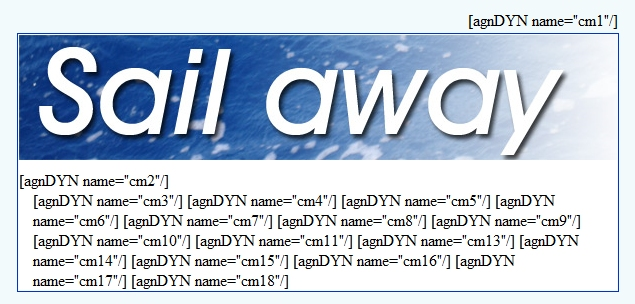 [agnDYN name="cm1"/]
Sail away
[agnDYN name="cm2"/]
[agnDYN name="cm3"/] [agnDYN name="cm4"/] [agnDYN name="cm5"/] [agnDYN
name="cm6"/] [agnDYN name="cm7"/] [agnDYN name="cm8"/] [agnDYN name="cm9"/]
[agnDYN name="cm10"/] [agnDYN name="cm11"/] [agnDYN name="cm13"/] [agnDYN
name="cm14"/] [agnDYN name="cm15"/] [agnDYN name="cm16"/] [agnDYN
name="cm17"/] [agnDYN name="cm18"/]